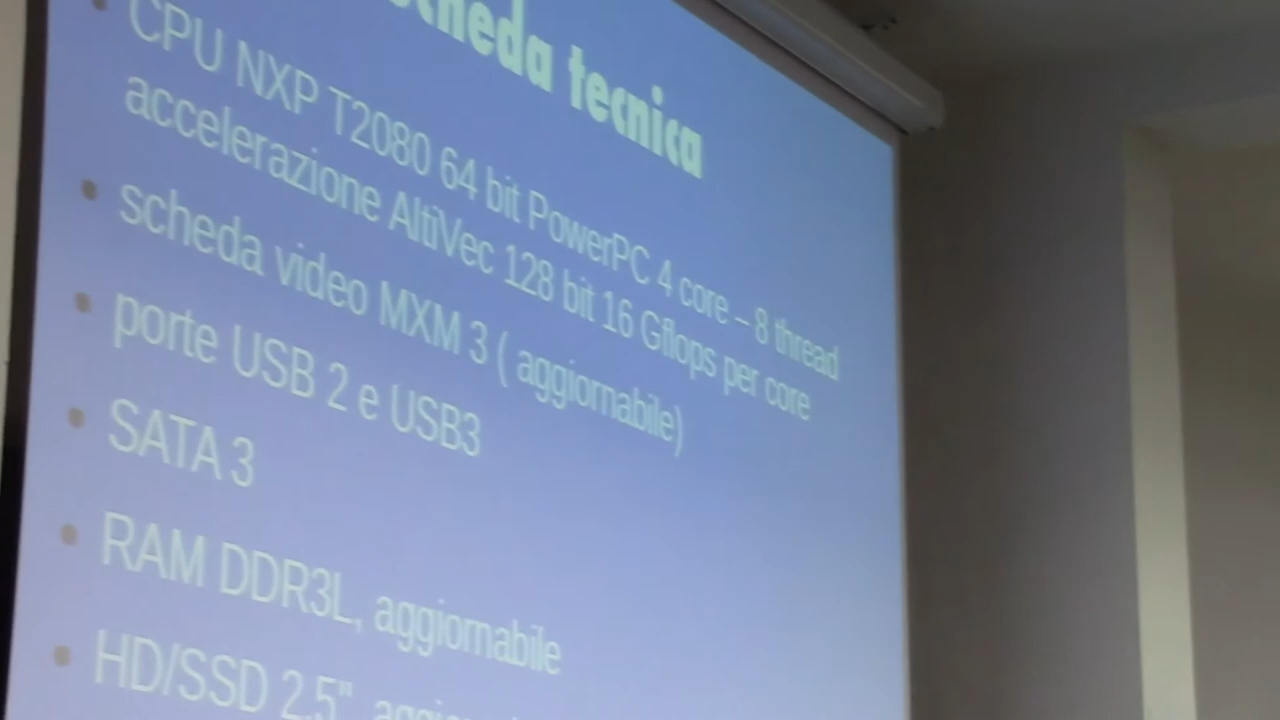 scheda tecnica
CPU NXP T2080 64 bit PowerPC 4 core – 8 thread
accelerazione AltiVec 128 bit 16 Gflops per core
scheda video MXM 3 ( aggiornabile)
porte USB 2 e USB3
SATA 3
RAM DDR3L, aggiornabile
HD/SSD 2.5",